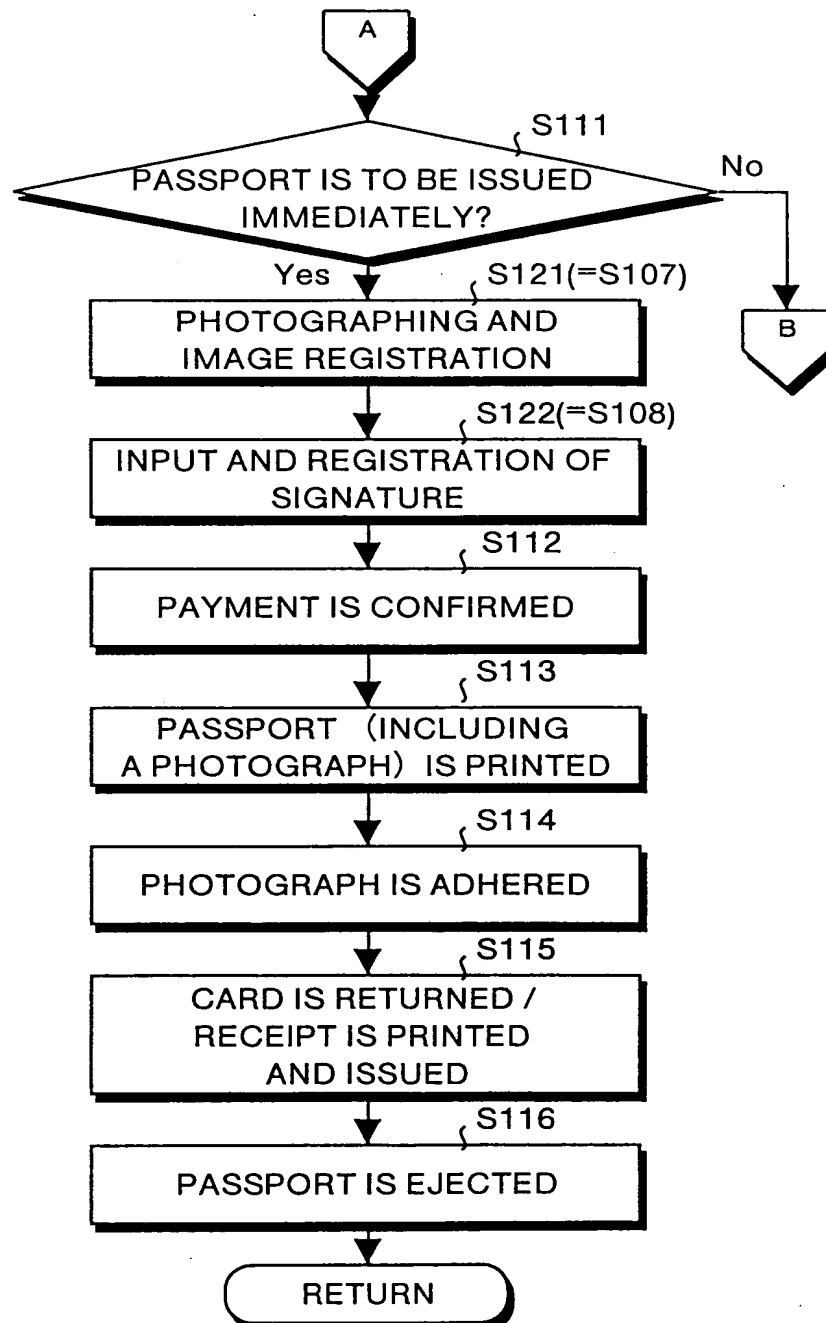 A
S111
PASSPORT IS TO BE ISSUED
IMMEDIATELY?
No
Yes
B
S121(=S107)
PHOTOGRAPHING AND
IMAGE REGISTRATION
S122(=S108)
INPUT AND REGISTRATION OF
SIGNATURE
S112
PAYMENT IS CONFIRMED
S113
PASSPORT (INCLUDING
A PHOTOGRAPH) IS PRINTED
S114
PHOTOGRAPH IS ADHERED
S115
CARD IS RETURNED /
RECEIPT IS PRINTED
AND ISSUED
S116
PASSPORT IS EJECTED
RETURN